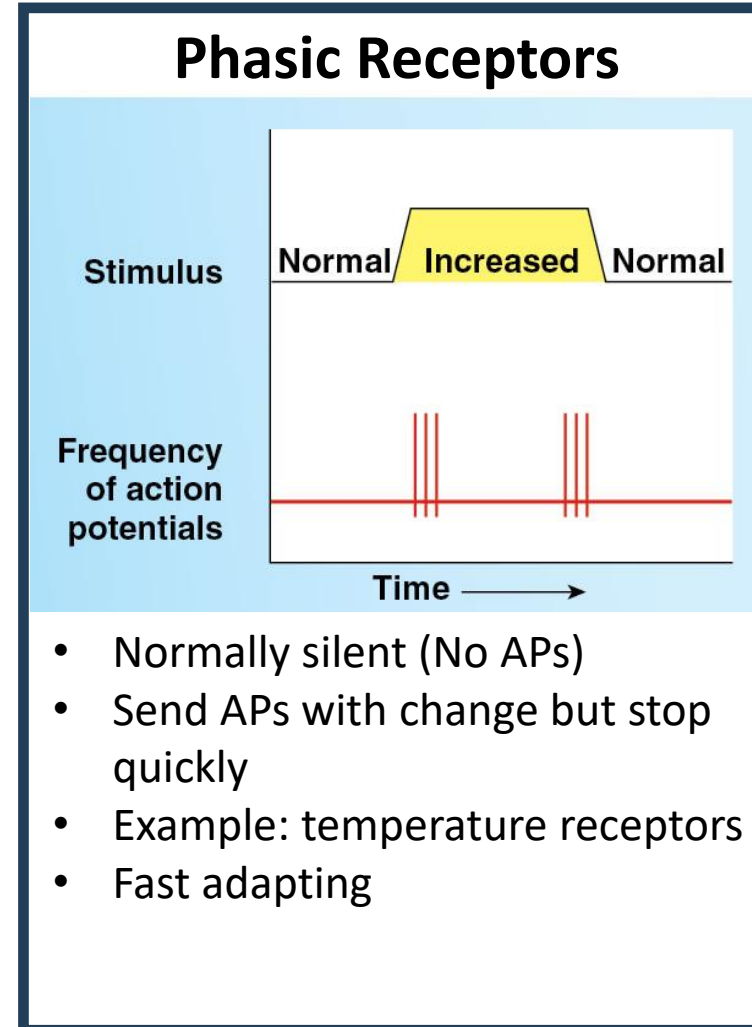 Phasic Receptors
Stimulus
Normal Increased Normal
Frequency
of action
potentials
Time
• Normally silent (No APs)
• Send APs with change but stop
quickly
• Example: temperature receptors
• Fast adapting